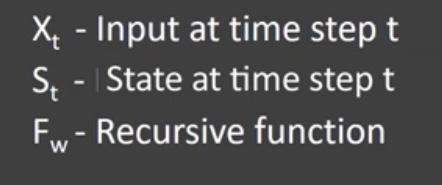 Xt - Input at time step t
St - State at time step t
Fw - Recursive function